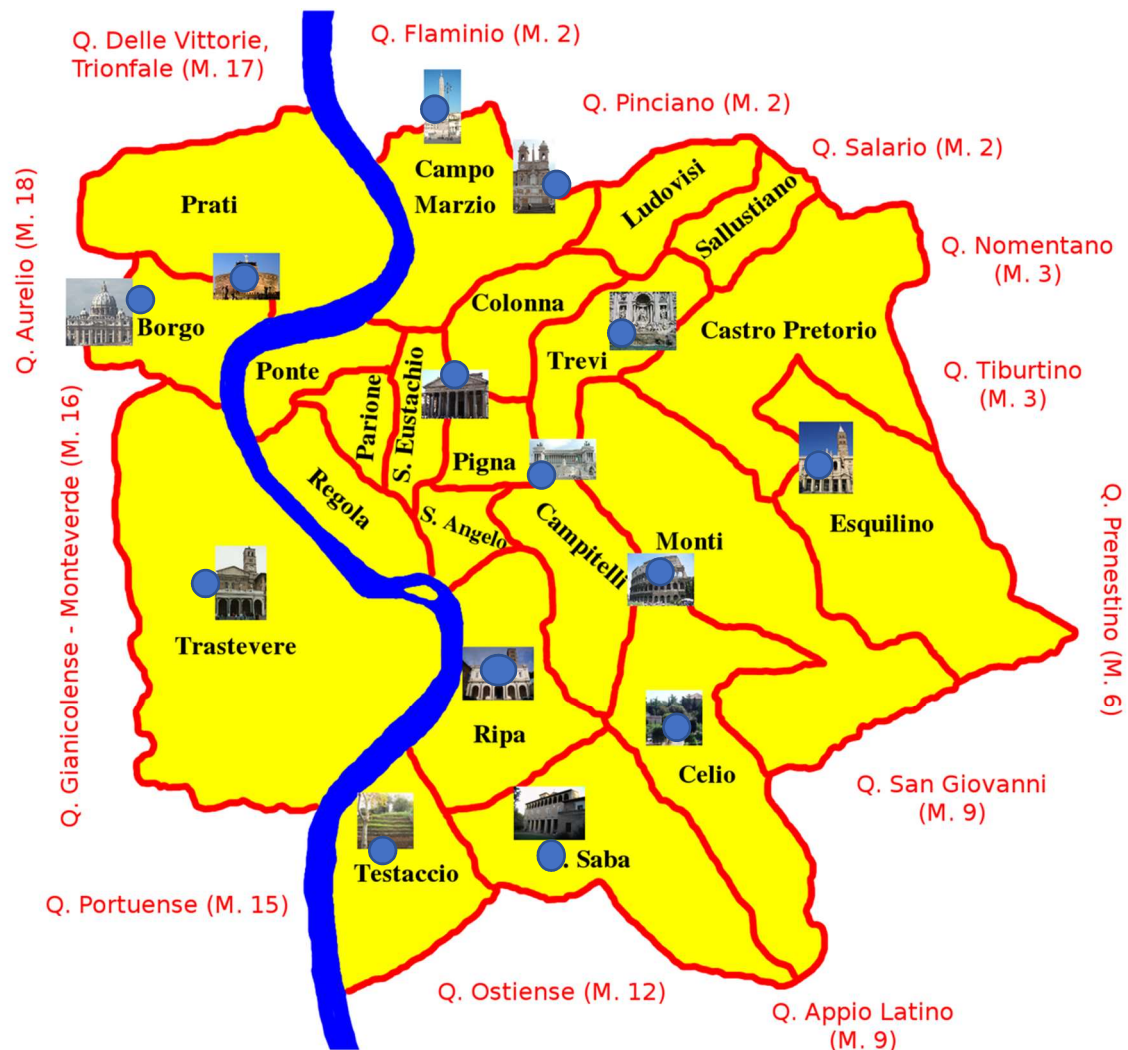 Q. Delle Vittorie,
Trionfale (M. 17)
Q. Flaminio (M. 2)
Q. Pinciano (M. 2)
Q. Salario (M. 2)
Q. Aurelio (M. 18)
Prati
Campo
Marzio
Ludovisi
Sallustiano
Q. Nomentano
(M. 3)
Borgo
Colonna
Castro Pretorio
Trevi
Ponte
Parione
S. Eustachio
Q. Tiburtino
(M. 3)
Q. Gianicolense - Monteverde (M. 16)
Pigna
Regola
S. Angelo
Campitelli
Monti
Esquilino
Q. Prenestino (M. 6)
Trastevere
Ripa
Celio
Q. San Giovanni
(M. 9)
Testaccio
. Saba
Q. Portuense (M. 15)
Q. Ostiense (M. 12)
Q. Appio Latino
(M. 9)